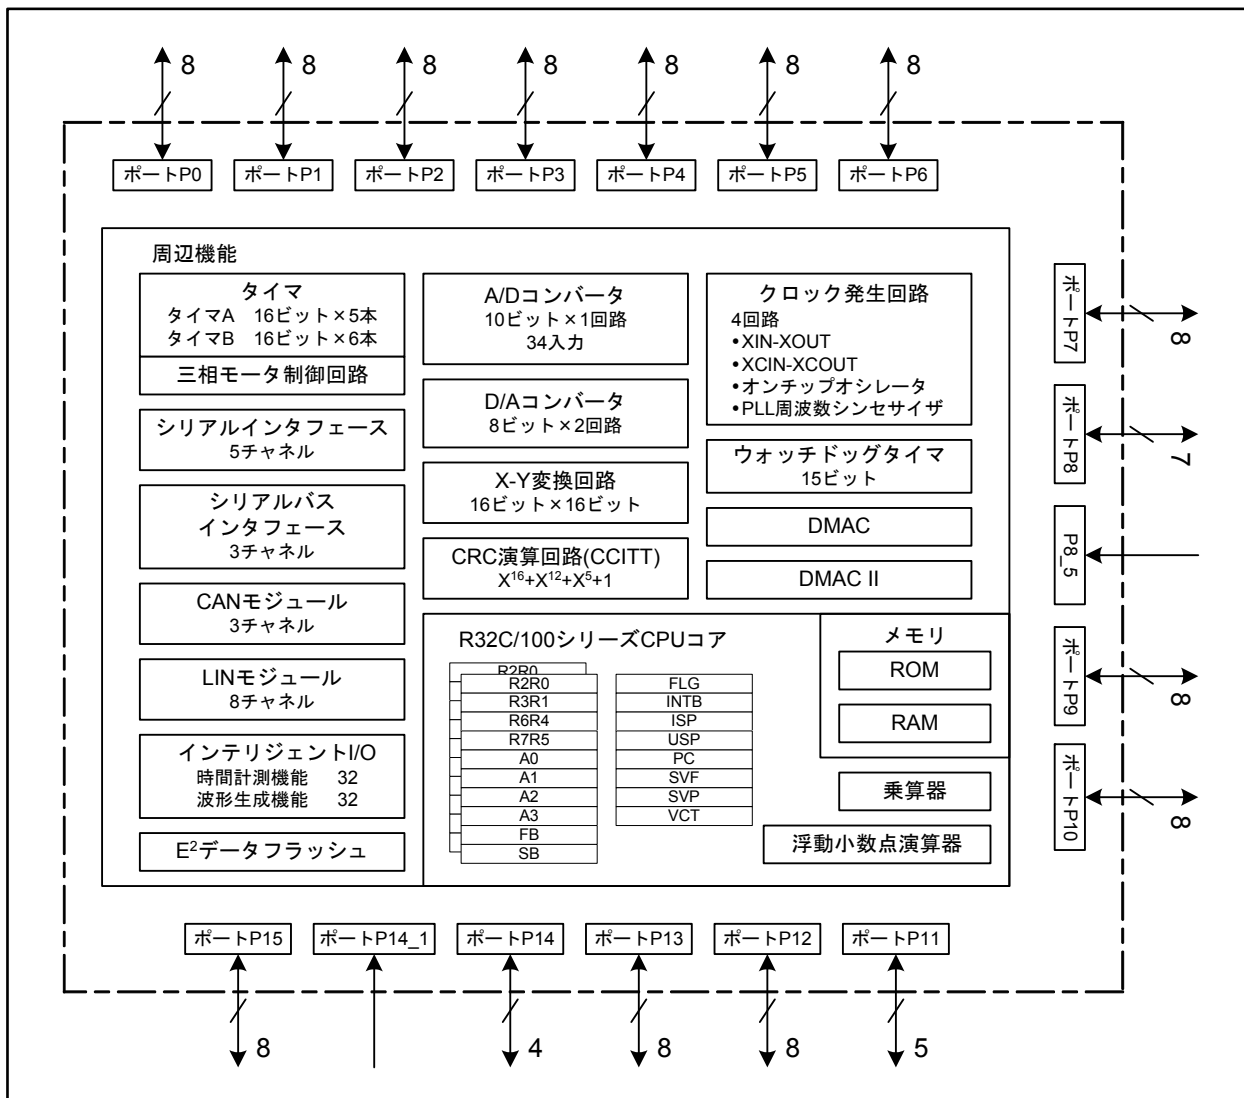 8
8
8
8
8
8
8
ポートP0
ポートP1
ポートP2
ポートP3
ポートP4
ポートP5
ポートP6
周辺機能
タイマ
タイマA　16ビット×5本
タイマB　16ビット×6本
三相モータ制御回路
シリアルインタフェース
5チャネル
シリアルバス
インタフェース
3チャネル
CANモジュール
3チャネル
LINモジュール
8チャネル
インテリジェントI/O
時間計測機能　32
波形生成機能　32
E²データフラッシュ
A/Dコンバータ
10ビット×1回路
34入力
D/Aコンバータ
8ビット×2回路
X-Y変換回路
16ビット×16ビット
CRC演算回路(CCITT)
X¹⁶+X¹²+X⁵+1
クロック発生回路
4回路
•XIN-XOUT
•XCIN-XCOUT
•オンチップオシレータ
•PLL周波数シンセサイザ
ウォッチドッグタイマ
15ビット
DMAC
DMAC II
R32C/100シリーズCPUコア
R2R0
R2R0
R3R1
R6R4
R7R5
A0
A1
A2
A3
FB
SB
FLG
INTB
ISP
USP
PC
SVF
SVP
VCT
メモリ
ROM
RAM
乗算器
浮動小数点演算器
ポートP7
8
ポートP8
7
P8_5
ポートP9
8
ポートP10
8
ポートP15
ポートP14_1
ポートP14
ポートP13
ポートP12
ポートP11
8
4
8
8
5